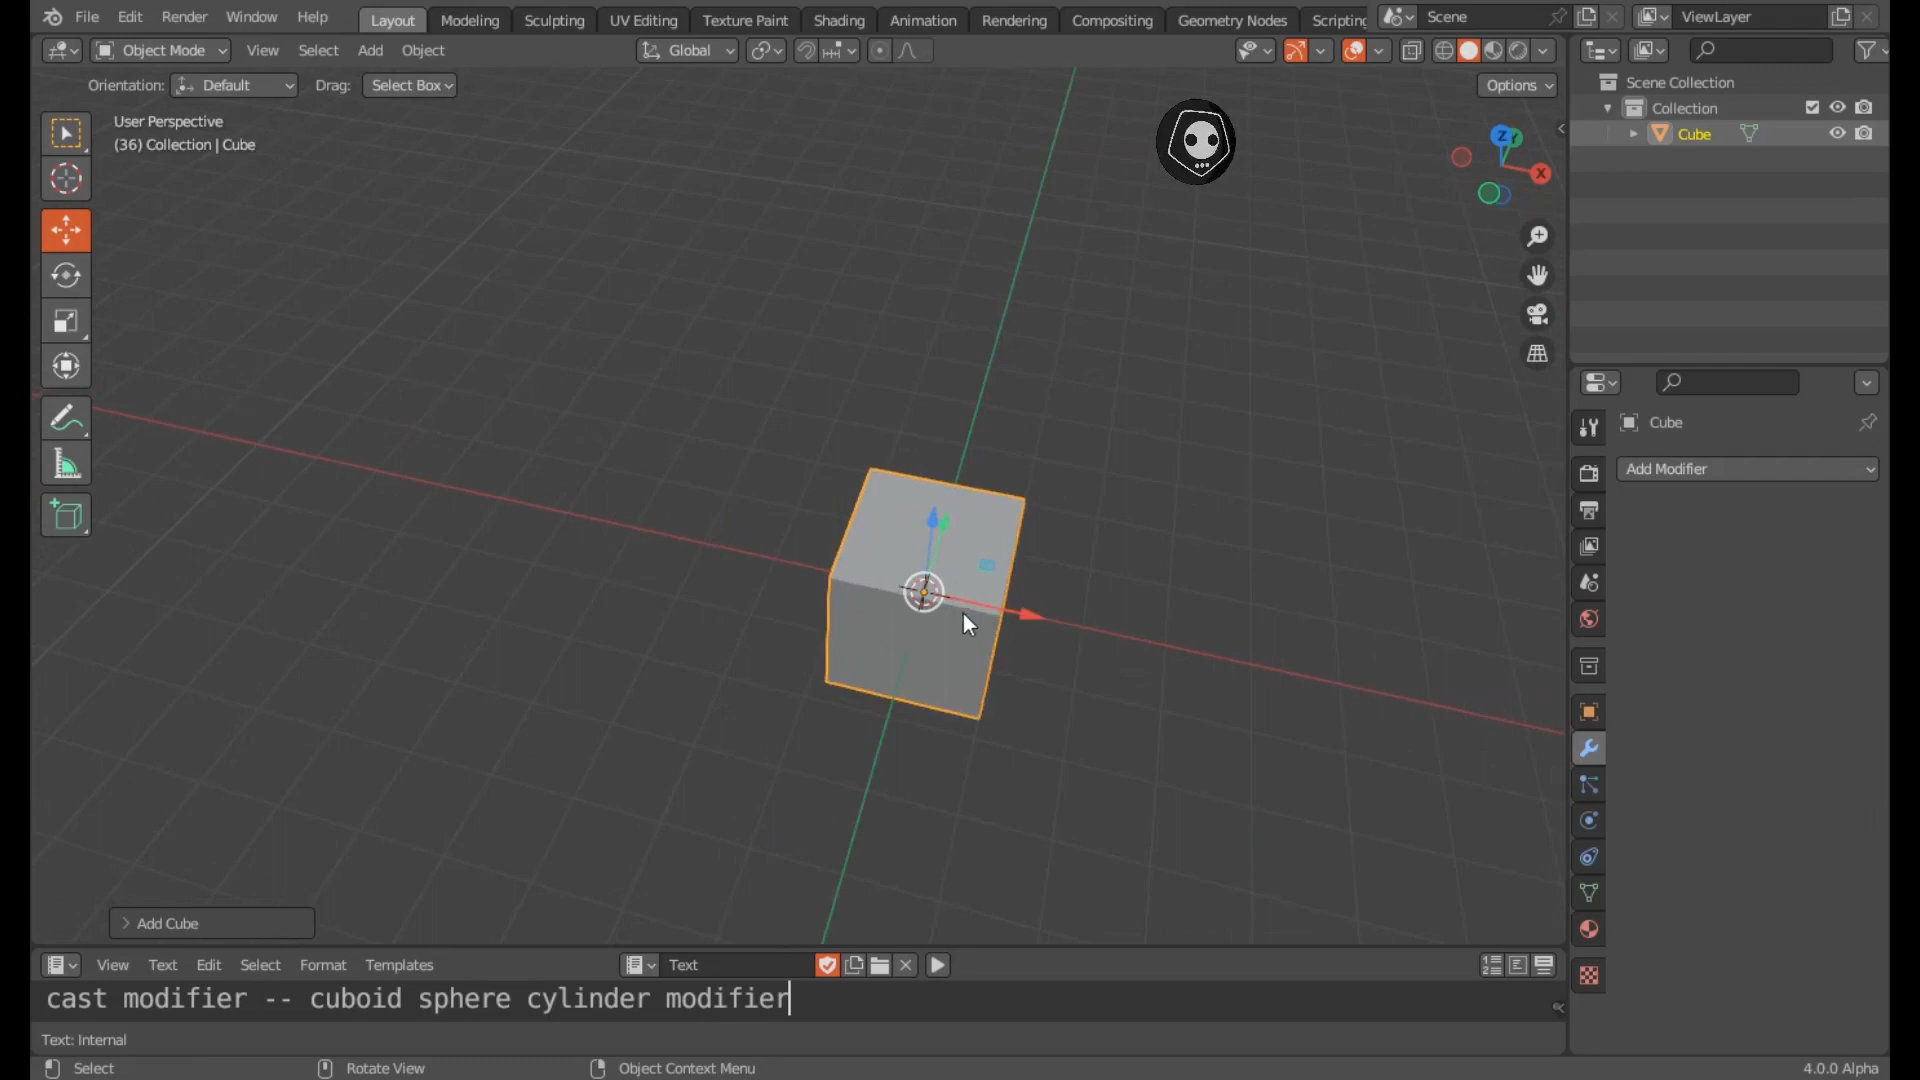 File Edit Render Window Help Layout Modeling Sculpting UV Editing Texture Paint Shading Animation Rendering Compositing Geometry Nodes Scripting Scene ViewLayer
Object Mode View Select Add Object Global
Orientation: Default Drag: Select Box Options
User Perspective
(36) Collection | Cube
Z Y
X
Scene Collection
Collection
Cube
Cube
Add Modifier
Add Cube
View Text Edit Select Format Templates Text
cast modifier -- cuboid sphere cylinder modifier
Text: Internal
Select Rotate View Object Context Menu 4.0.0 Alpha